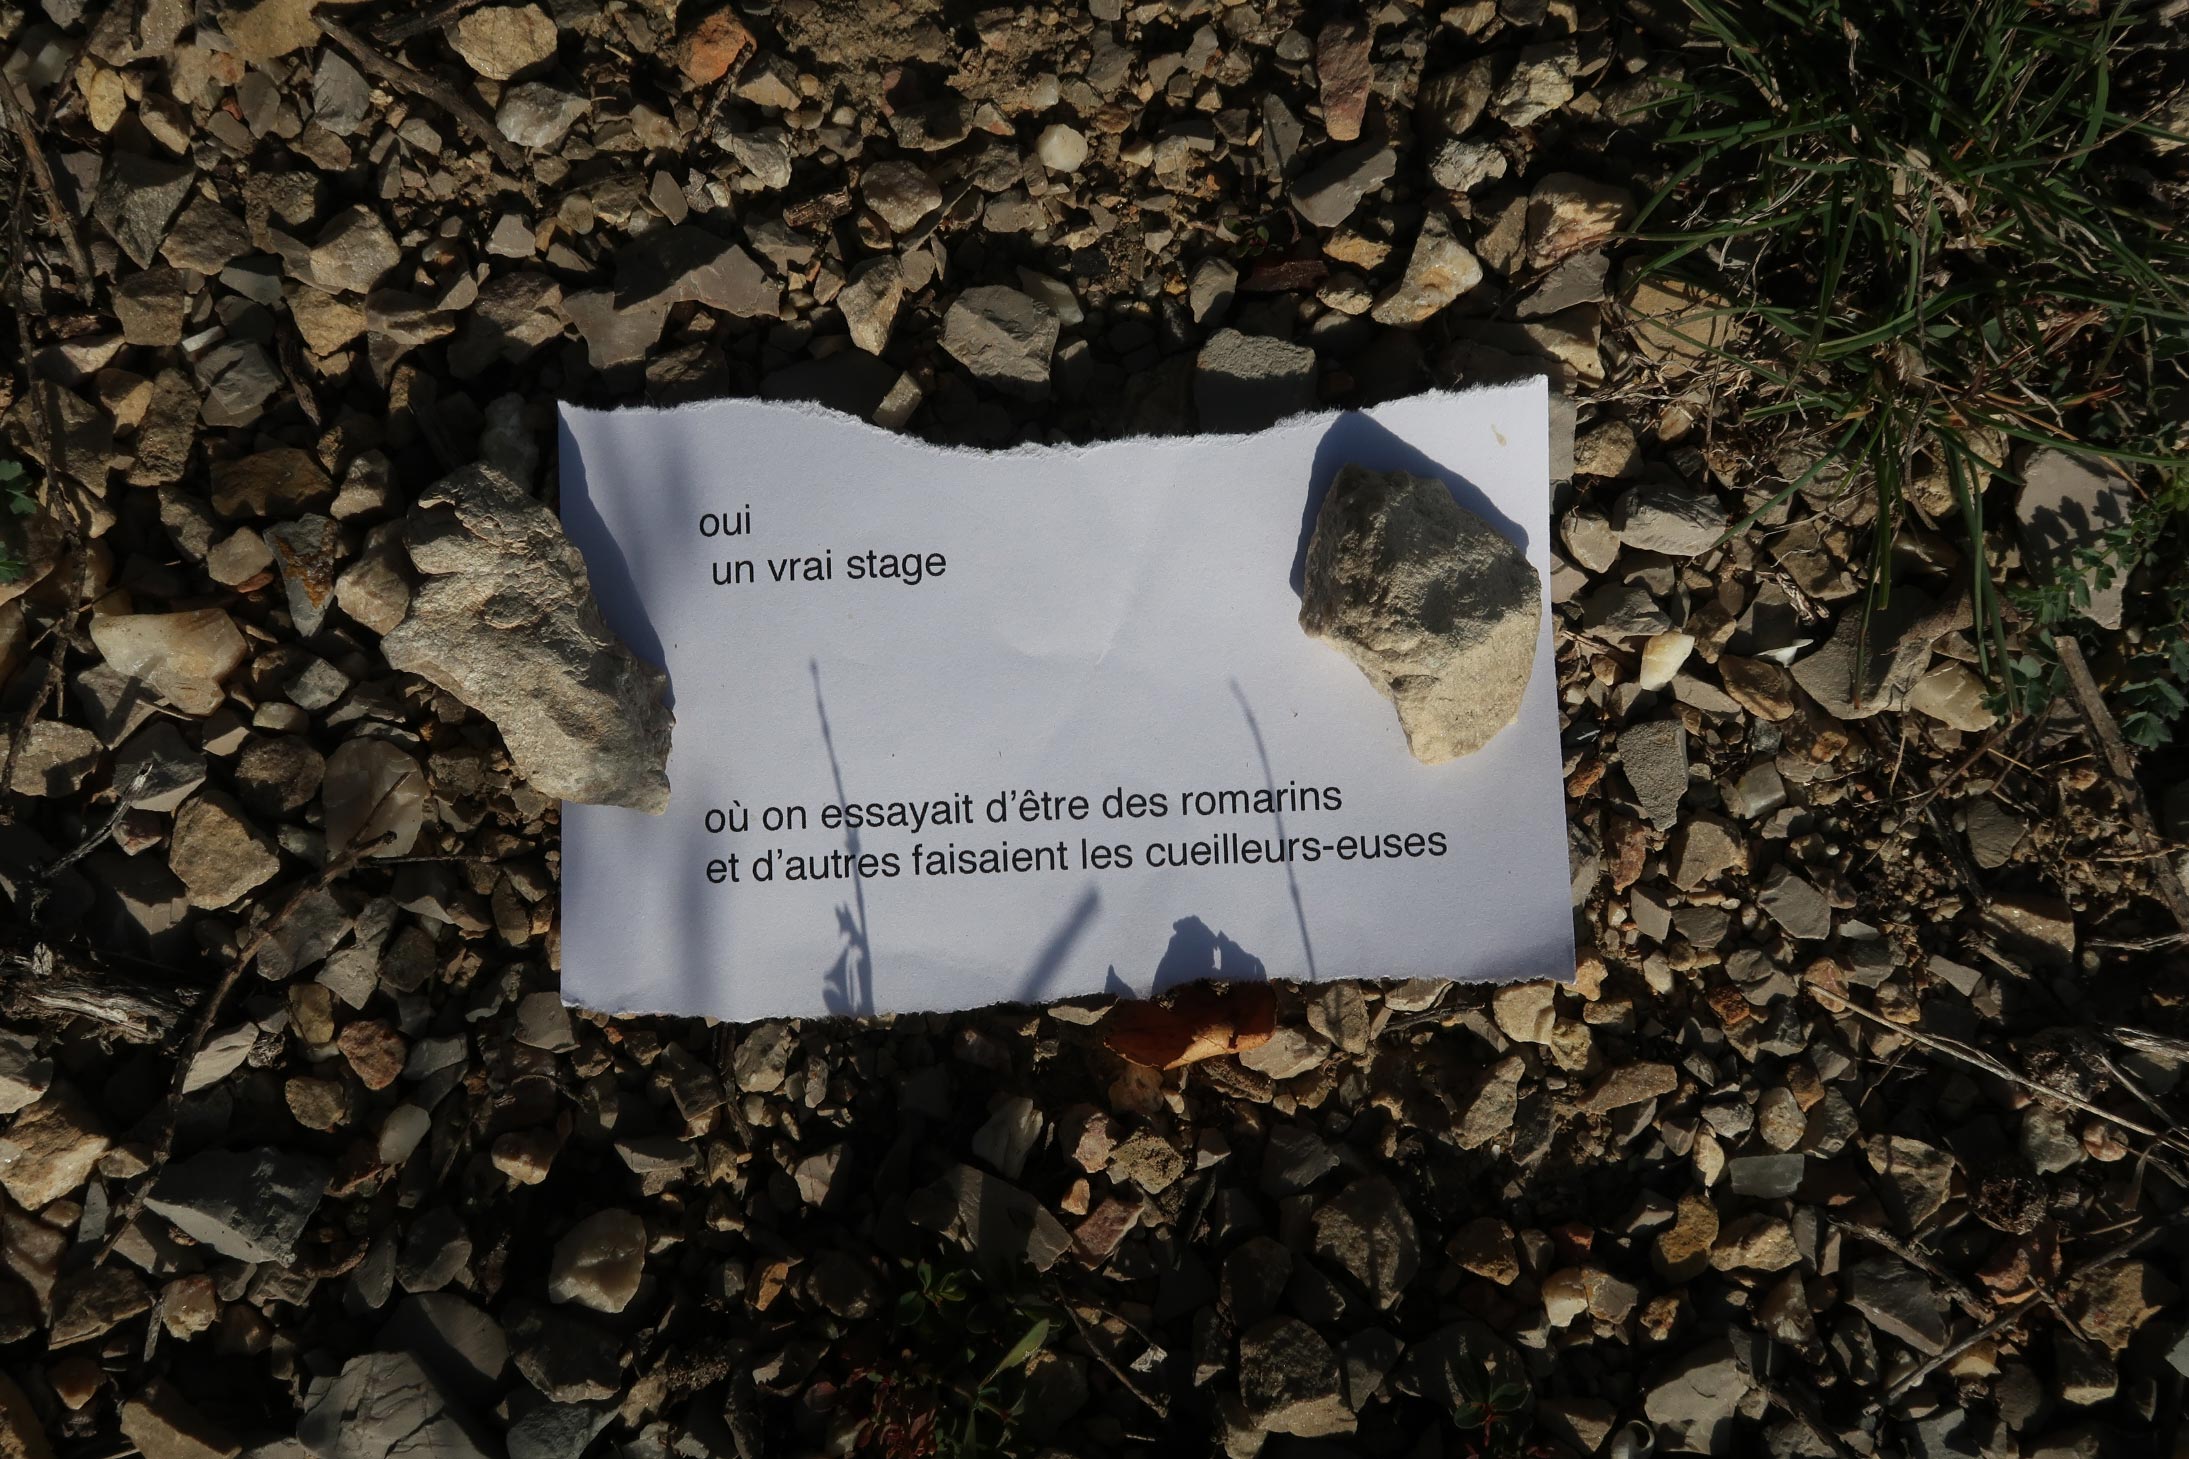 oui
un vrai stage
où on essayait d'être des romarins
et d'autres faisaient les cueilleurs-euses